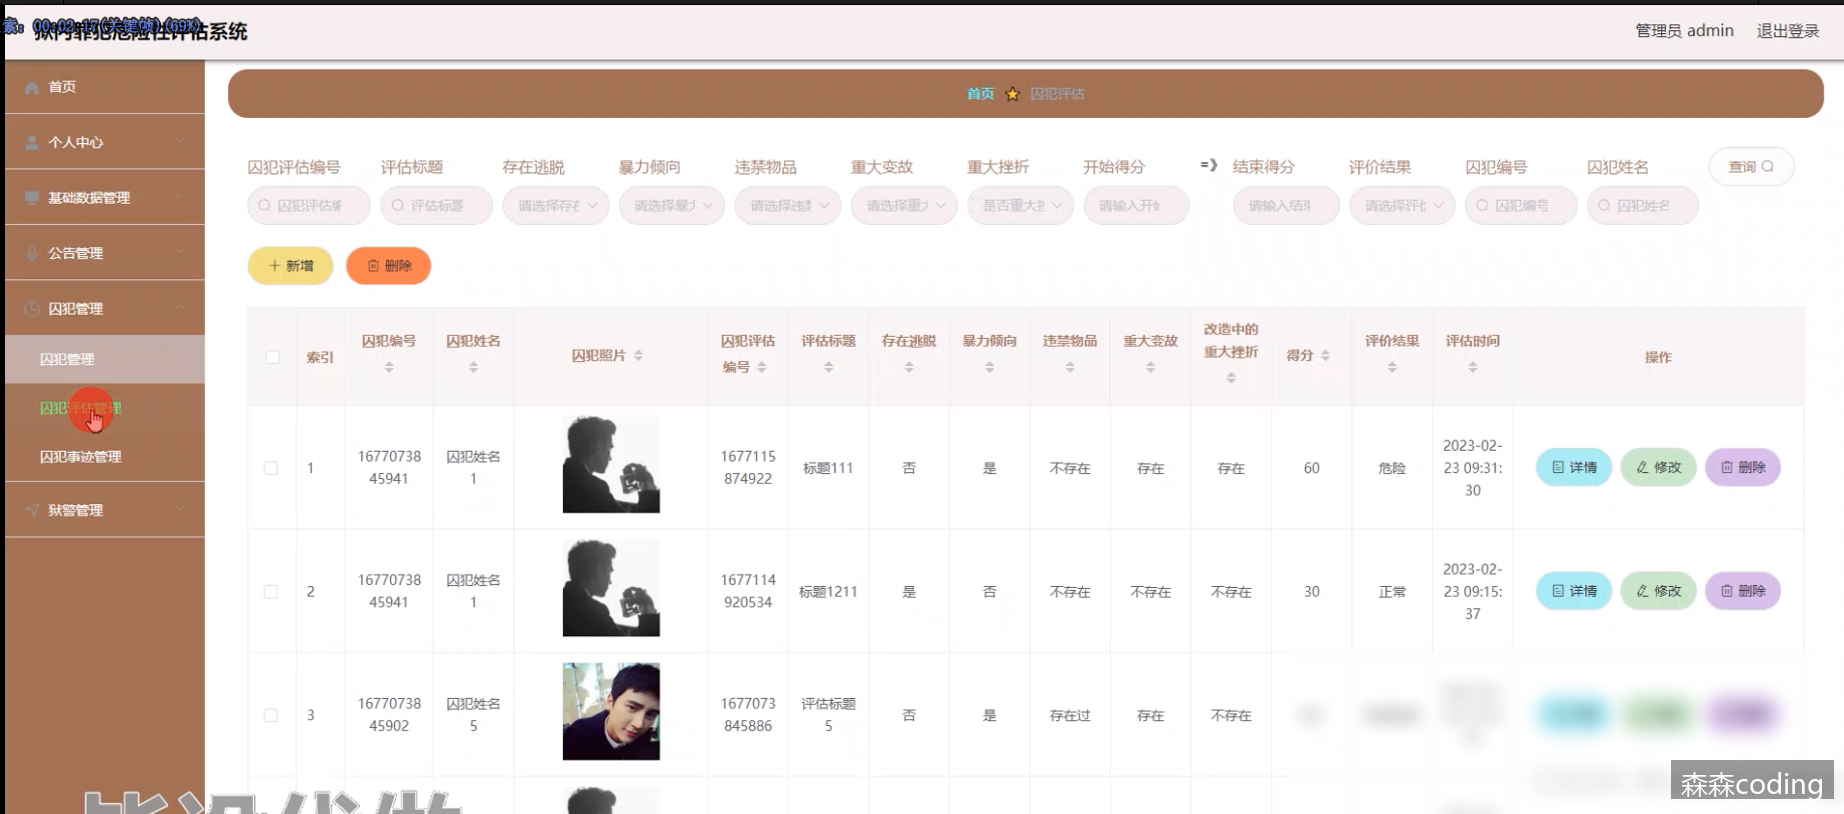 索: 00:02:17(关键帧)(69%)
狱内罪犯危险性评估系统
管理员 admin 退出登录
首页
个人中心
基础数据管理
公告管理
囚犯管理
囚犯管理
囚犯评估管理
囚犯事迹管理
狱警管理
首页 囚犯评估
囚犯评估编号 评估标题 存在逃脱 暴力倾向 违禁物品 重大变故 重大挫折 开始得分 结束得分 评价结果 囚犯编号 囚犯姓名 查询
囚犯评估编 评估标题 请选择存在 请选择暴力 请选择违禁 请选择重大 是否重大挫 请输入开始 请输入结束 请选择评价 囚犯编号 囚犯姓名
新增 删除
索引 囚犯编号 囚犯姓名 囚犯照片 囚犯评估编号 评估标题 存在逃脱 暴力倾向 违禁物品 重大变故 改造中的重大挫折 得分 评价结果 评估时间 操作
1 1677073845941 囚犯姓名1 1677115874922 标题111 否 是 不存在 存在 存在 60 危险 2023-02-23 09:31:30 详情 修改 删除
2 1677073845941 囚犯姓名1 1677114920534 标题1211 是 否 不存在 不存在 不存在 30 正常 2023-02-23 09:15:37 详情 修改 删除
3 1677073845902 囚犯姓名5 1677073845886 评估标题5 否 是 存在过 存在 不存在
森森coding